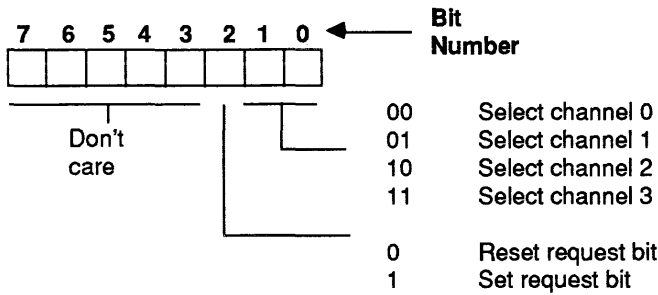 7 6 5 4 3 2 1 0
Bit
Number
Don't
care
00 Select channel 0
01 Select channel 1
10 Select channel 2
11 Select channel 3
0 Reset request bit
1 Set request bit